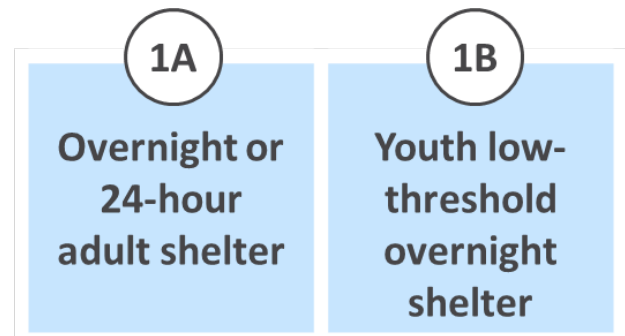 1A
Overnight or
24-hour
adult shelter
1B
Youth low-
threshold
overnight
shelter